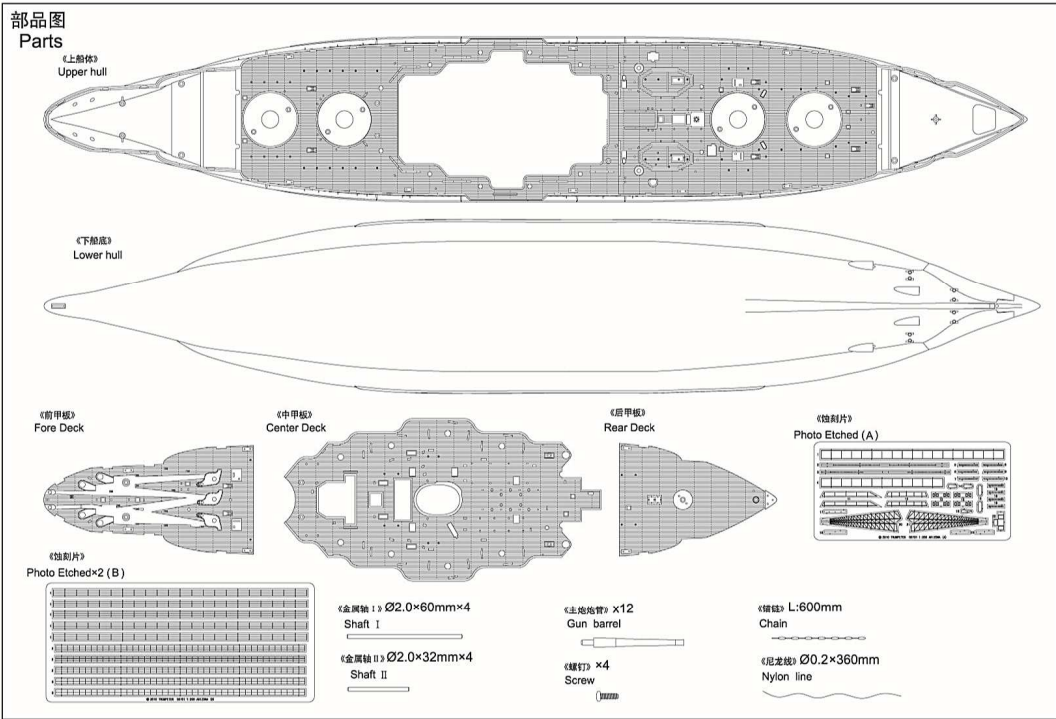 部品图
Parts
《上船体》
Upper hull
《下船底》
Lower hull
《前甲板》
Fore Deck
《中甲板》
Center Deck
《后甲板》
Rear Deck
《蚀刻片》
Photo Etched (A)
《蚀刻片》
Photo Etched×2 (B)
《金属轴Ⅰ》Ø2.0×60mm×4
Shaft Ⅰ
《金属轴Ⅱ》Ø2.0×32mm×4
Shaft Ⅱ
《主炮炮管》×12
Gun barrel
《螺钉》×4
Screw
《锚链》L:600mm
Chain
《尼龙线》Ø0.2×360mm
Nylon line